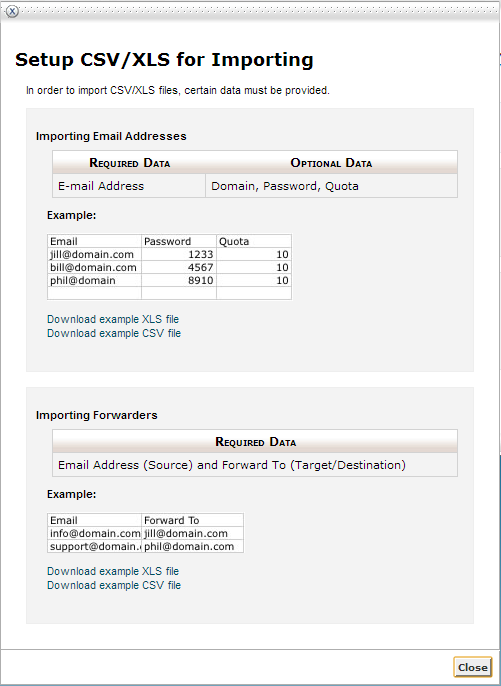 Setup CSV/XLS for Importing
In order to import CSV/XLS files, certain data must be provided.
Importing Email Addresses
Required Data Optional Data
E-mail Address Domain, Password, Quota
Example:
Email Password Quota
jill@domain.com 1233 10
bill@domain.com 4567 10
phil@domain 8910 10
Download example XLS file
Download example CSV file
Importing Forwarders
Required Data
Email Address (Source) and Forward To (Target/Destination)
Example:
Email Forward To
info@domain.com jill@domain.com
support@domain. phil@domain.com
Download example XLS file
Download example CSV file
Close